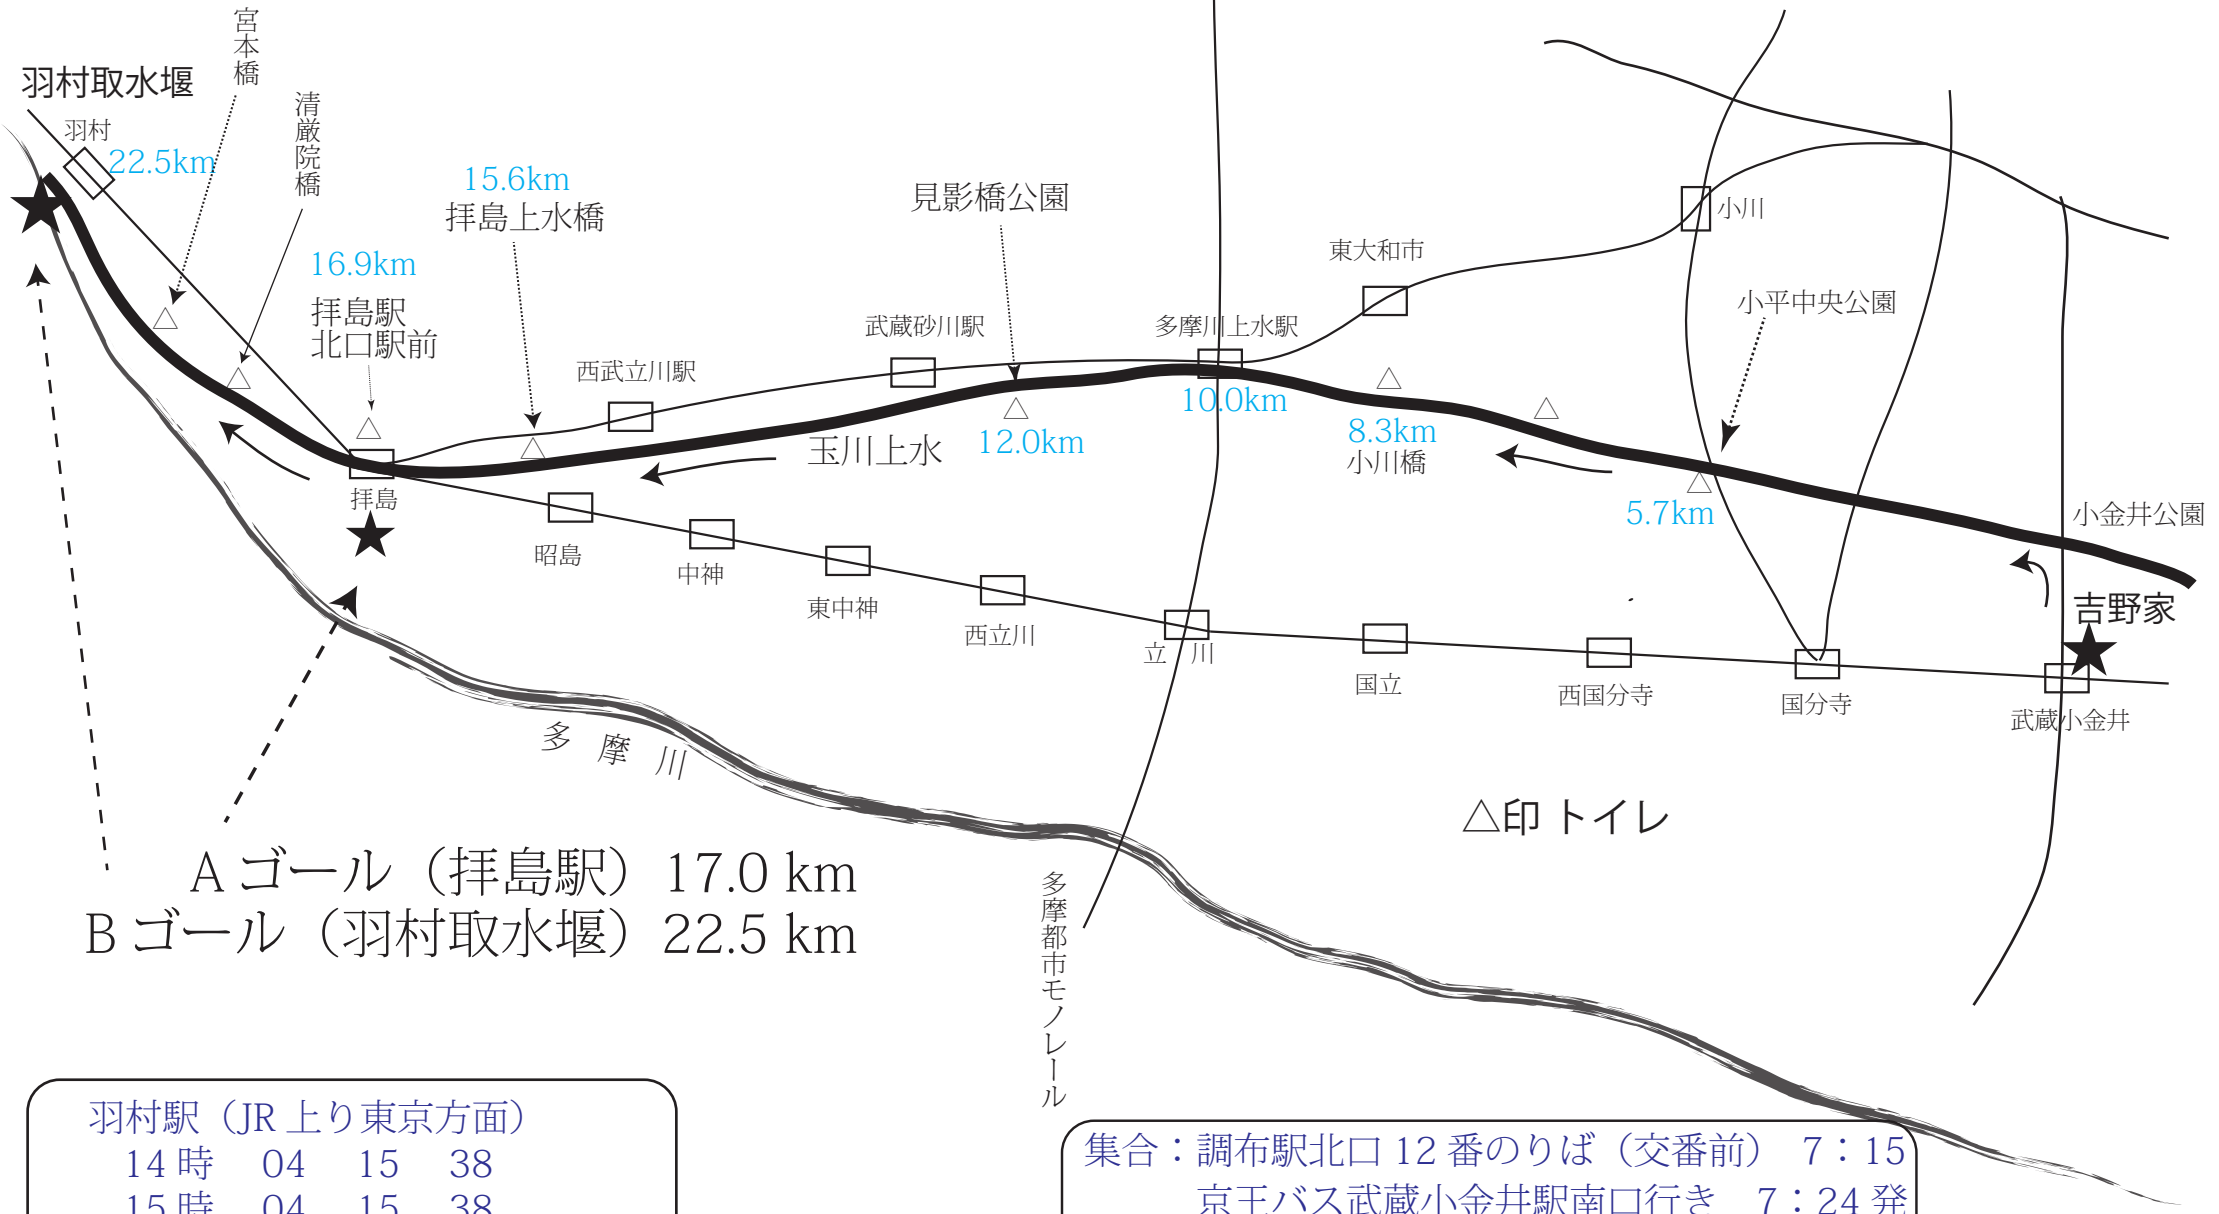 宮本橋
羽村取水堰
清厳院橋
羽村
22.5km
15.6km
拝島上水橋
見影橋公園
16.9km
拝島駅
北口駅前
小川
東大和市
小平中央公園
武蔵砂川駅
多摩川上水駅
西武立川駅
10.0km
玉川上水
12.0km
8.3km
小川橋
拝島
5.7km
小金井公園
昭島
中神
東中神
西立川
立 川
国立
西国分寺
国分寺
吉野家
武蔵小金井
多 摩 川
△印 トイレ
A ゴール（拝島駅）17.0 km
B ゴール（羽村取水堰）22.5 km
多摩都市モノレール
羽村駅（JR 上り東京方面）
14 時 04 15 38
15 時 04 15 38
集合：調布駅北口 12 番のりば（交番前） 7：15
京王バス武蔵小金井駅南口行き 7：24 発